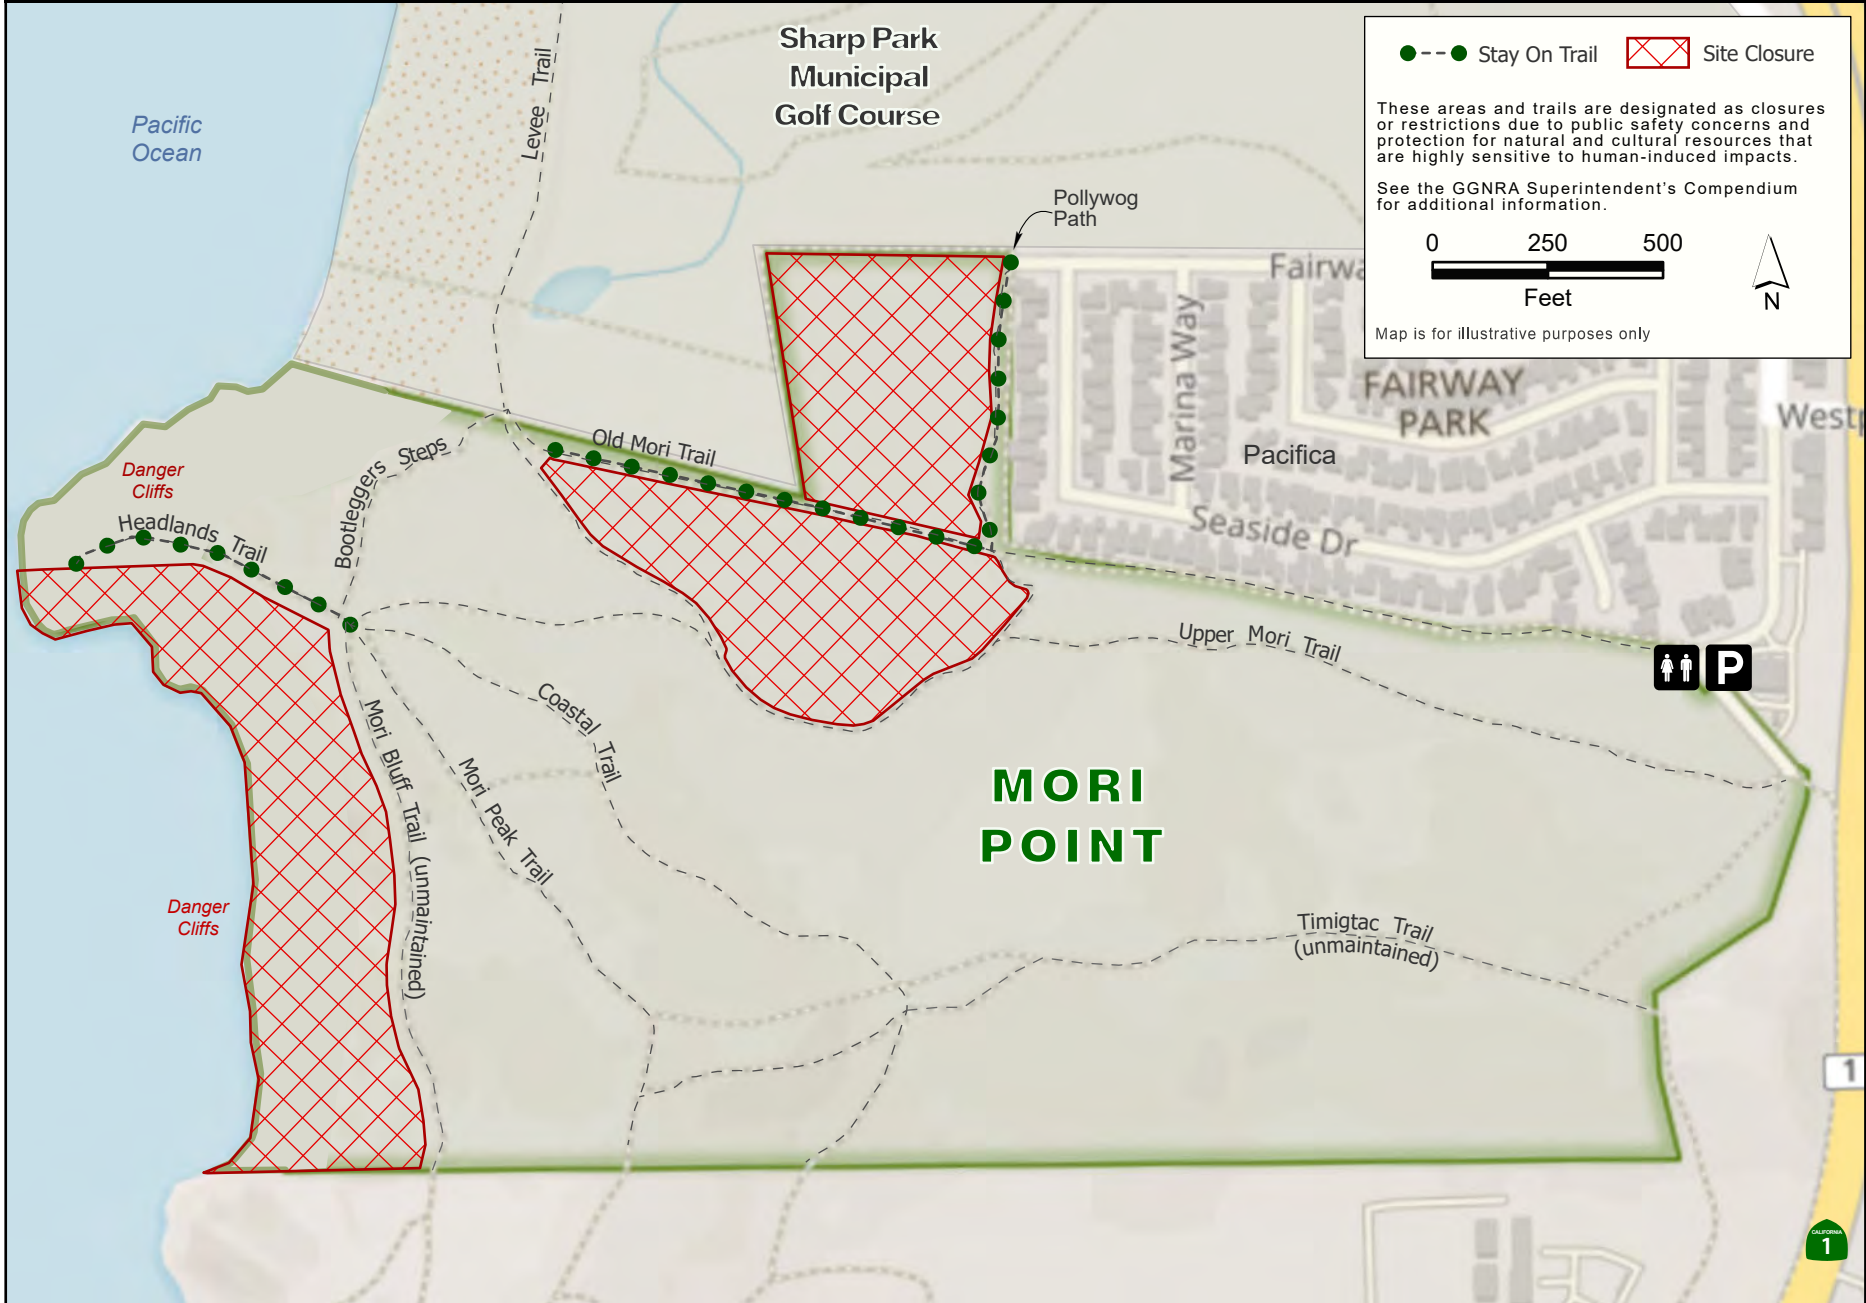 Sharp Park
Municipal
Golf Course
Pacific
Ocean
Levee Trail
Stay On Trail
Site Closure
These areas and trails are designated as closures
or restrictions due to public safety concerns and
protection for natural and cultural resources that
are highly sensitive to human-induced impacts.
See the GGNRA Superintendent's Compendium
for additional information.
0 250 500
Feet
N
Map is for illustrative purposes only
Pollywog
Path
Fairwa
Marina Way
FAIRWAY
PARK
Westp
Pacifica
Seaside Dr
Old Mori Trail
Bootleggers Steps
Danger
Cliffs
Headlands Trail
Upper Mori Trail
P
Coastal Trail
Mori Bluff Trail (unmaintained)
Mori Peak Trail
MORI
POINT
Danger
Cliffs
Timigtac Trail
(unmaintained)
1
CALIFORNIA
1